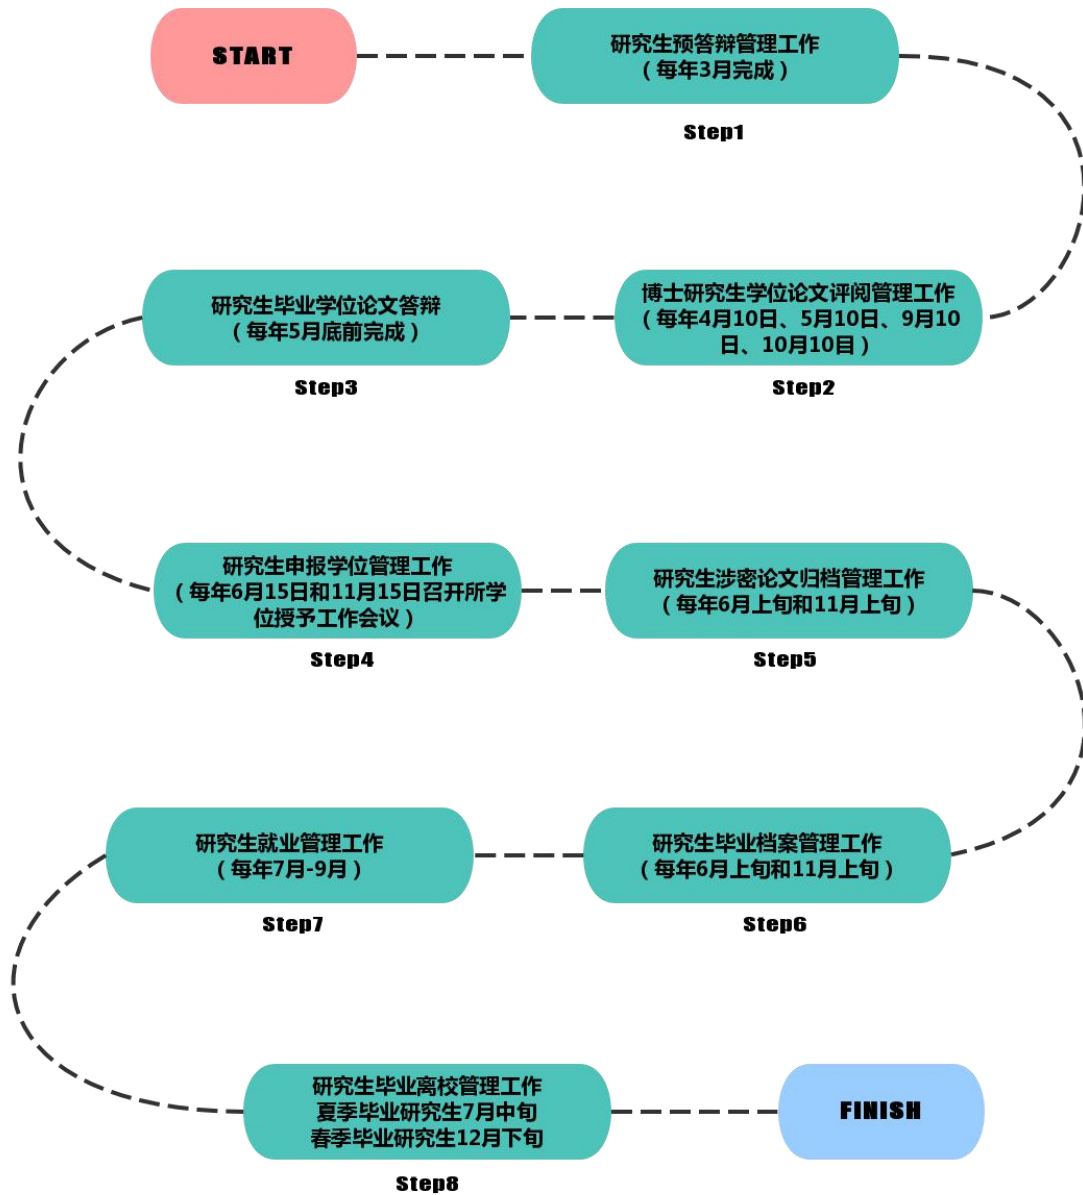 START
研究生预答辩管理工作
（每年3月完成）
Step1
博士研究生学位论文评阅管理工作
（每年4月10日、5月10日、9月10
日、10月10目）
Step2
研究生毕业学位论文答辩
（每年5月底前完成）
Step3
研究生申报学位管理工作
（每年6月15日和11月15日召开所学
位授予工作会议）
Step4
研究生涉密论文归档管理工作
（每年6月上旬和11月上旬）
Step5
研究生毕业档案管理工作
（每年6月上旬和11月上旬）
Step6
研究生就业管理工作
（每年7月-9月）
Step7
研究生毕业离校管理工作
夏季毕业研究生7月中旬
春季毕业研究生12月下旬
Step8
FINISH